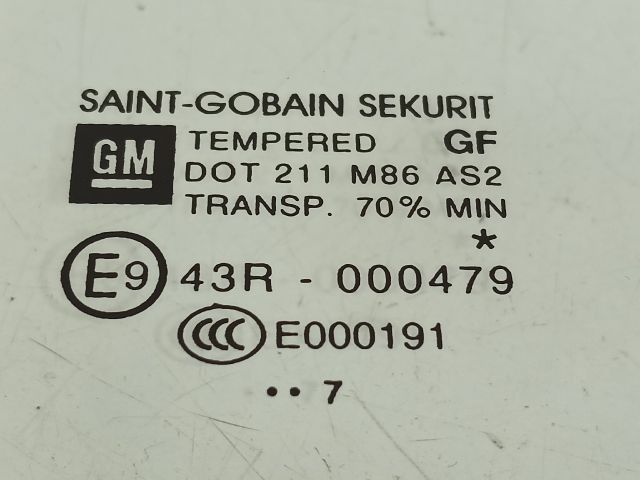 SAINT-GOBAIN SEKURIT
GM
TEMPERED GF
DOT 211 M86 AS2
TRANSP. 70% MIN
*
E9 43R - 000479
CCC E000191
•• 7